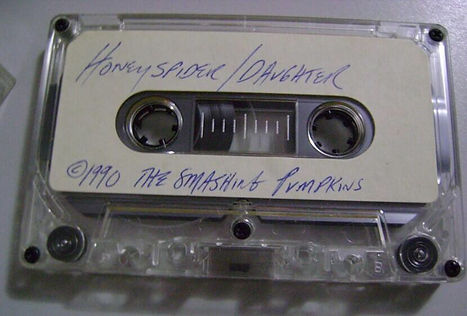 HONEYSPIDER / DAUGHTER
©1990 THE SMASHING PUMPKINS